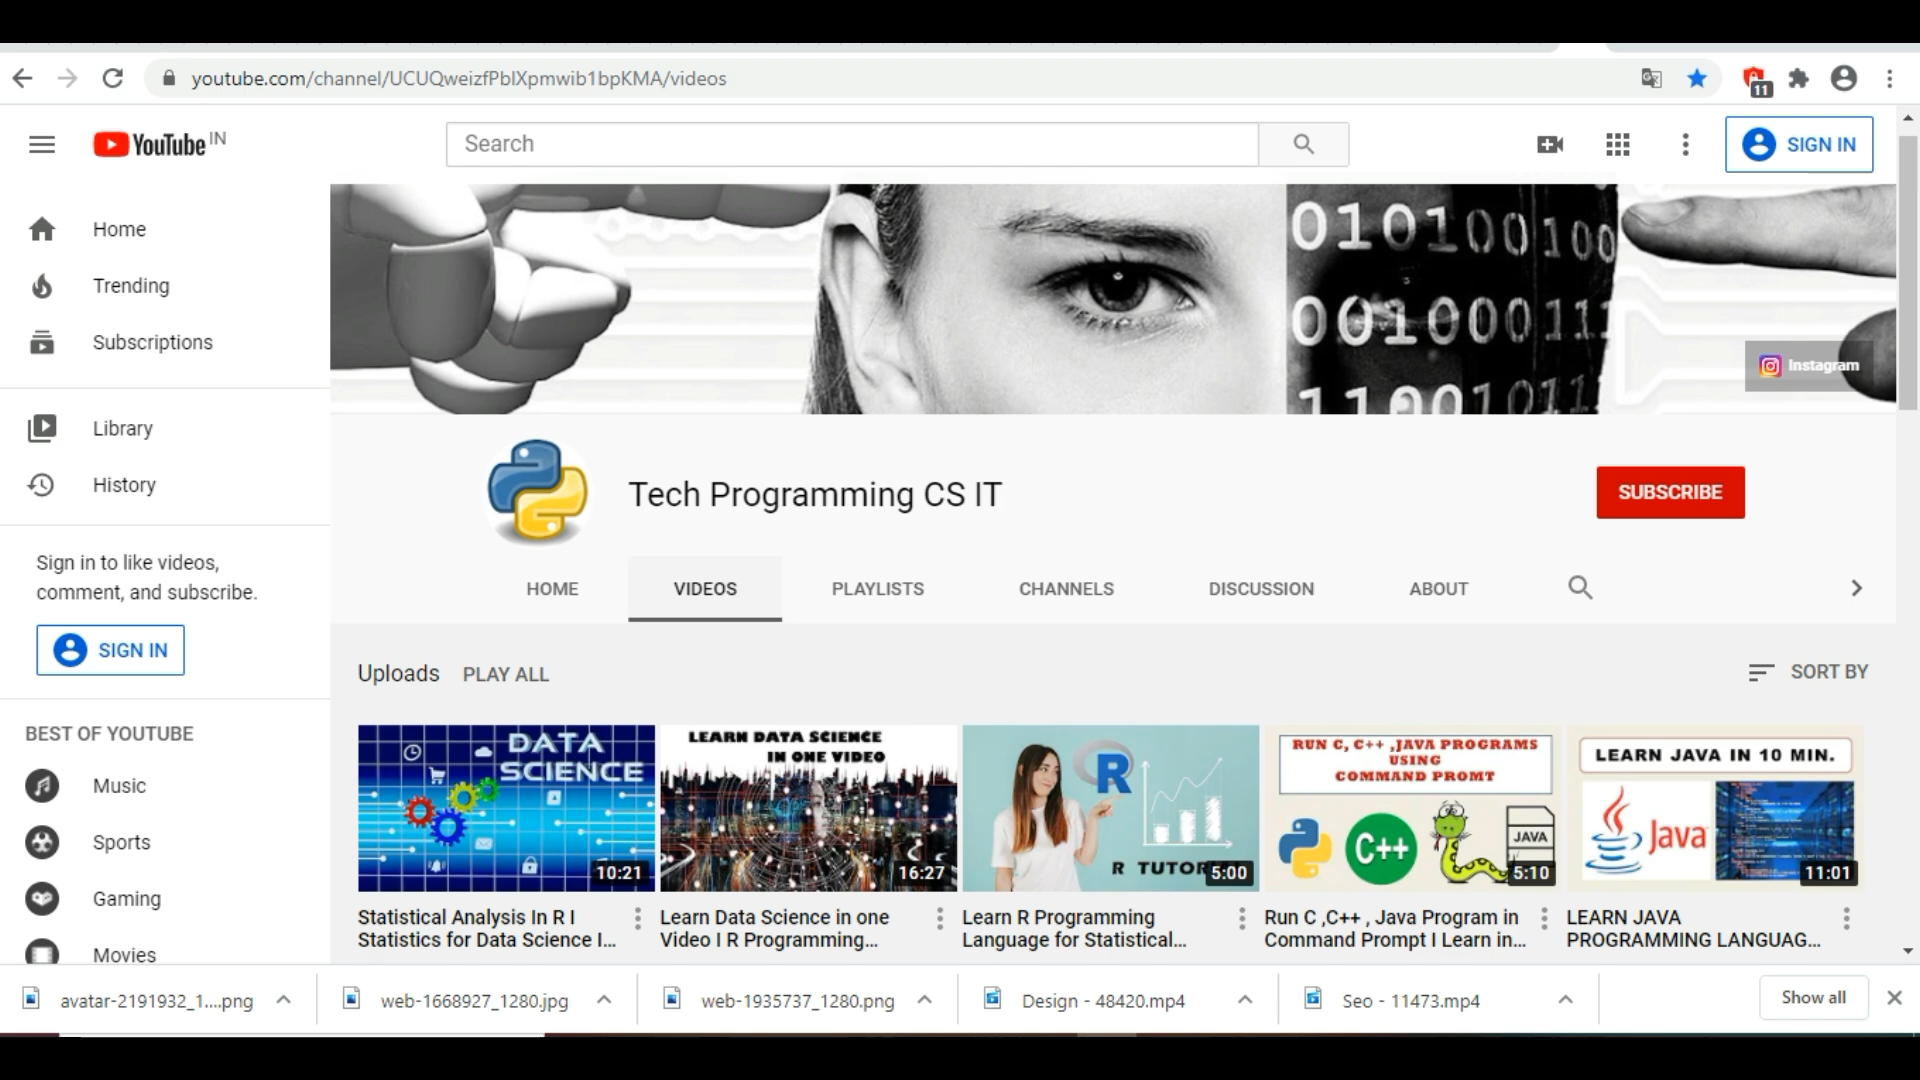 youtube.com/channel/UCUQweizfPbIXpmwib1bpKMA/videos
11
YouTube IN
Search
SIGN IN
Home
Trending
Subscriptions
Library
History
Sign in to like videos,
comment, and subscribe.
SIGN IN
BEST OF YOUTUBE
Music
Sports
Gaming
Movies
010100100
001000111
Instagram
Tech Programming CS IT
SUBSCRIBE
HOME VIDEOS PLAYLISTS CHANNELS DISCUSSION ABOUT
Uploads PLAY ALL
SORT BY
DATA
SCIENCE
10:21
Statistical Analysis In R I
Statistics for Data Science I...
LEARN DATA SCIENCE
IN ONE VIDEO
16:27
Learn Data Science in one
Video I R Programming...
R
R TUTOR
5:00
Learn R Programming
Language for Statistical...
RUN C, C++ ,JAVA PROGRAMS
USING
COMMAND PROMT
C++
JAVA
5:10
Run C ,C++ , Java Program in
Command Prompt I Learn in...
LEARN JAVA IN 10 MIN.
Java
11:01
LEARN JAVA
PROGRAMMING LANGUAG...
avatar-2191932_1....png
web-1668927_1280.jpg
web-1935737_1280.png
Design - 48420.mp4
Seo - 11473.mp4
Show all